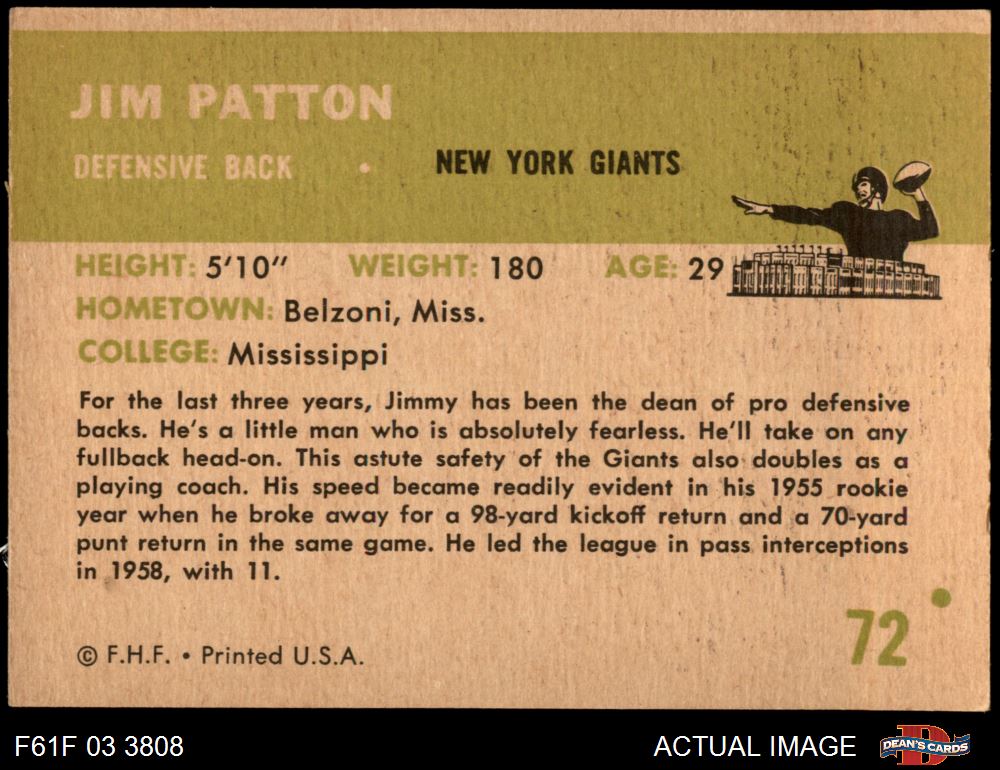 JIM PATTON
DEFENSIVE BACK • NEW YORK GIANTS
HEIGHT: 5'10" WEIGHT: 180 AGE: 29
HOMETOWN: Belzoni, Miss.
COLLEGE: Mississippi
For the last three years, Jimmy has been the dean of pro defensive
backs. He's a little man who is absolutely fearless. He'll take on any
fullback head-on. This astute safety of the Giants also doubles as a
playing coach. His speed became readily evident in his 1955 rookie
year when he broke away for a 98-yard kickoff return and a 70-yard
punt return in the same game. He led the league in pass interceptions
in 1958, with 11.
72
© F.H.F. • Printed U.S.A.
F61F 03 3808 ACTUAL IMAGE DEAN'S CARDS